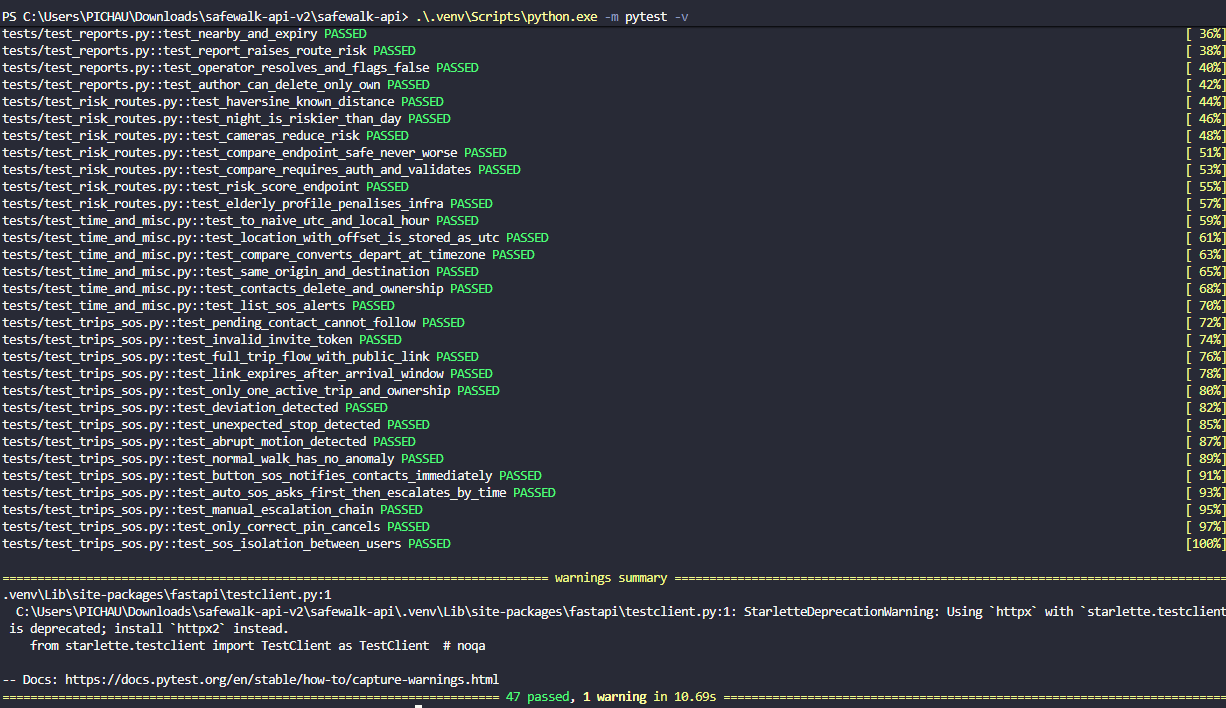 PS C:\Users\PICHAU\Downloads\safewalk-api-v2\safewalk-api> .\.venv\Scripts\python.exe -m pytest -v
tests/test_reports.py::test_nearby_and_expiry PASSED [ 36%]
tests/test_reports.py::test_report_raises_route_risk PASSED [ 38%]
tests/test_reports.py::test_operator_resolves_and_flags_false PASSED [ 40%]
tests/test_reports.py::test_author_can_delete_only_own PASSED [ 42%]
tests/test_risk_routes.py::test_haversine_known_distance PASSED [ 44%]
tests/test_risk_routes.py::test_night_is_riskier_than_day PASSED [ 46%]
tests/test_risk_routes.py::test_cameras_reduce_risk PASSED [ 48%]
tests/test_risk_routes.py::test_compare_endpoint_safe_never_worse PASSED [ 51%]
tests/test_risk_routes.py::test_compare_requires_auth_and_validates PASSED [ 53%]
tests/test_risk_routes.py::test_risk_score_endpoint PASSED [ 55%]
tests/test_risk_routes.py::test_elderly_profile_penalises_infra PASSED [ 57%]
tests/test_time_and_misc.py::test_to_naive_utc_and_local_hour PASSED [ 59%]
tests/test_time_and_misc.py::test_location_with_offset_is_stored_as_utc PASSED [ 61%]
tests/test_time_and_misc.py::test_compare_converts_depart_at_timezone PASSED [ 63%]
tests/test_time_and_misc.py::test_same_origin_and_destination PASSED [ 65%]
tests/test_time_and_misc.py::test_contacts_delete_and_ownership PASSED [ 68%]
tests/test_time_and_misc.py::test_list_sos_alerts PASSED [ 70%]
tests/test_trips_sos.py::test_pending_contact_cannot_follow PASSED [ 72%]
tests/test_trips_sos.py::test_invalid_invite_token PASSED [ 74%]
tests/test_trips_sos.py::test_full_trip_flow_with_public_link PASSED [ 76%]
tests/test_trips_sos.py::test_link_expires_after_arrival_window PASSED [ 78%]
tests/test_trips_sos.py::test_only_one_active_trip_and_ownership PASSED [ 80%]
tests/test_trips_sos.py::test_deviation_detected PASSED [ 82%]
tests/test_trips_sos.py::test_unexpected_stop_detected PASSED [ 85%]
tests/test_trips_sos.py::test_abrupt_motion_detected PASSED [ 87%]
tests/test_trips_sos.py::test_normal_walk_has_no_anomaly PASSED [ 89%]
tests/test_trips_sos.py::test_button_sos_notifies_contacts_immediately PASSED [ 91%]
tests/test_trips_sos.py::test_auto_sos_asks_first_then_escalates_by_time PASSED [ 93%]
tests/test_trips_sos.py::test_manual_escalation_chain PASSED [ 95%]
tests/test_trips_sos.py::test_only_correct_pin_cancels PASSED [ 97%]
tests/test_trips_sos.py::test_sos_isolation_between_users PASSED [100%]
============================== warnings summary ==============================
.venv\Lib\site-packages\fastapi\testclient.py:1
C:\Users\PICHAU\Downloads\safewalk-api-v2\safewalk-api\.venv\Lib\site-packages\fastapi\testclient.py:1: StarletteDeprecationWarning: Using `httpx` with `starlette.testclient
is deprecated; install `httpx2` instead.
from starlette.testclient import TestClient as TestClient # noqa
-- Docs: https://docs.pytest.org/en/stable/how-to/capture-warnings.html
============================== 47 passed, 1 warning in 10.69s ==============================